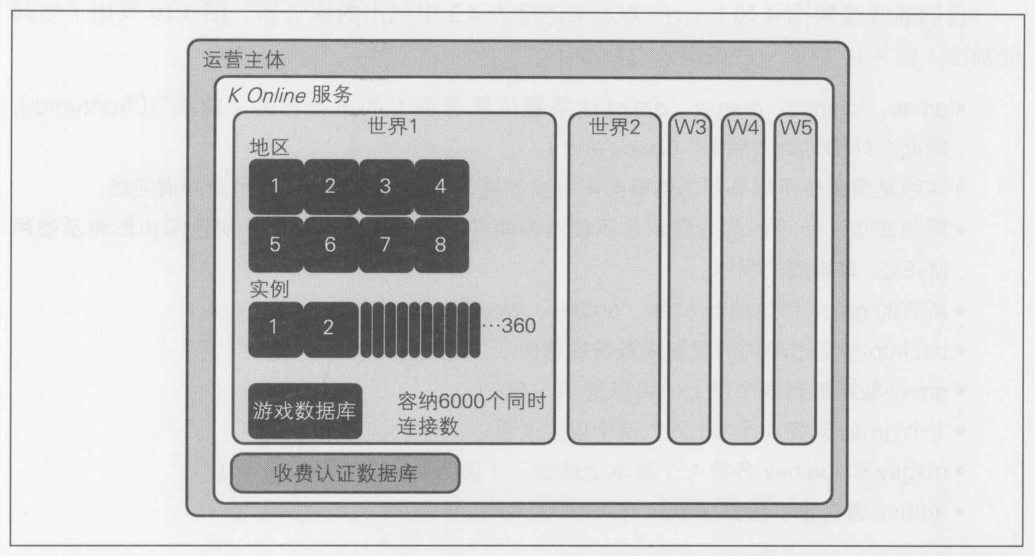 运营主体
K Online 服务
世界1
世界2
W3
W4
W5
地区
1 2 3 4
5 6 7 8
实例
1 2 …360
游戏数据库
容纳6000个同时
连接数
收费认证数据库